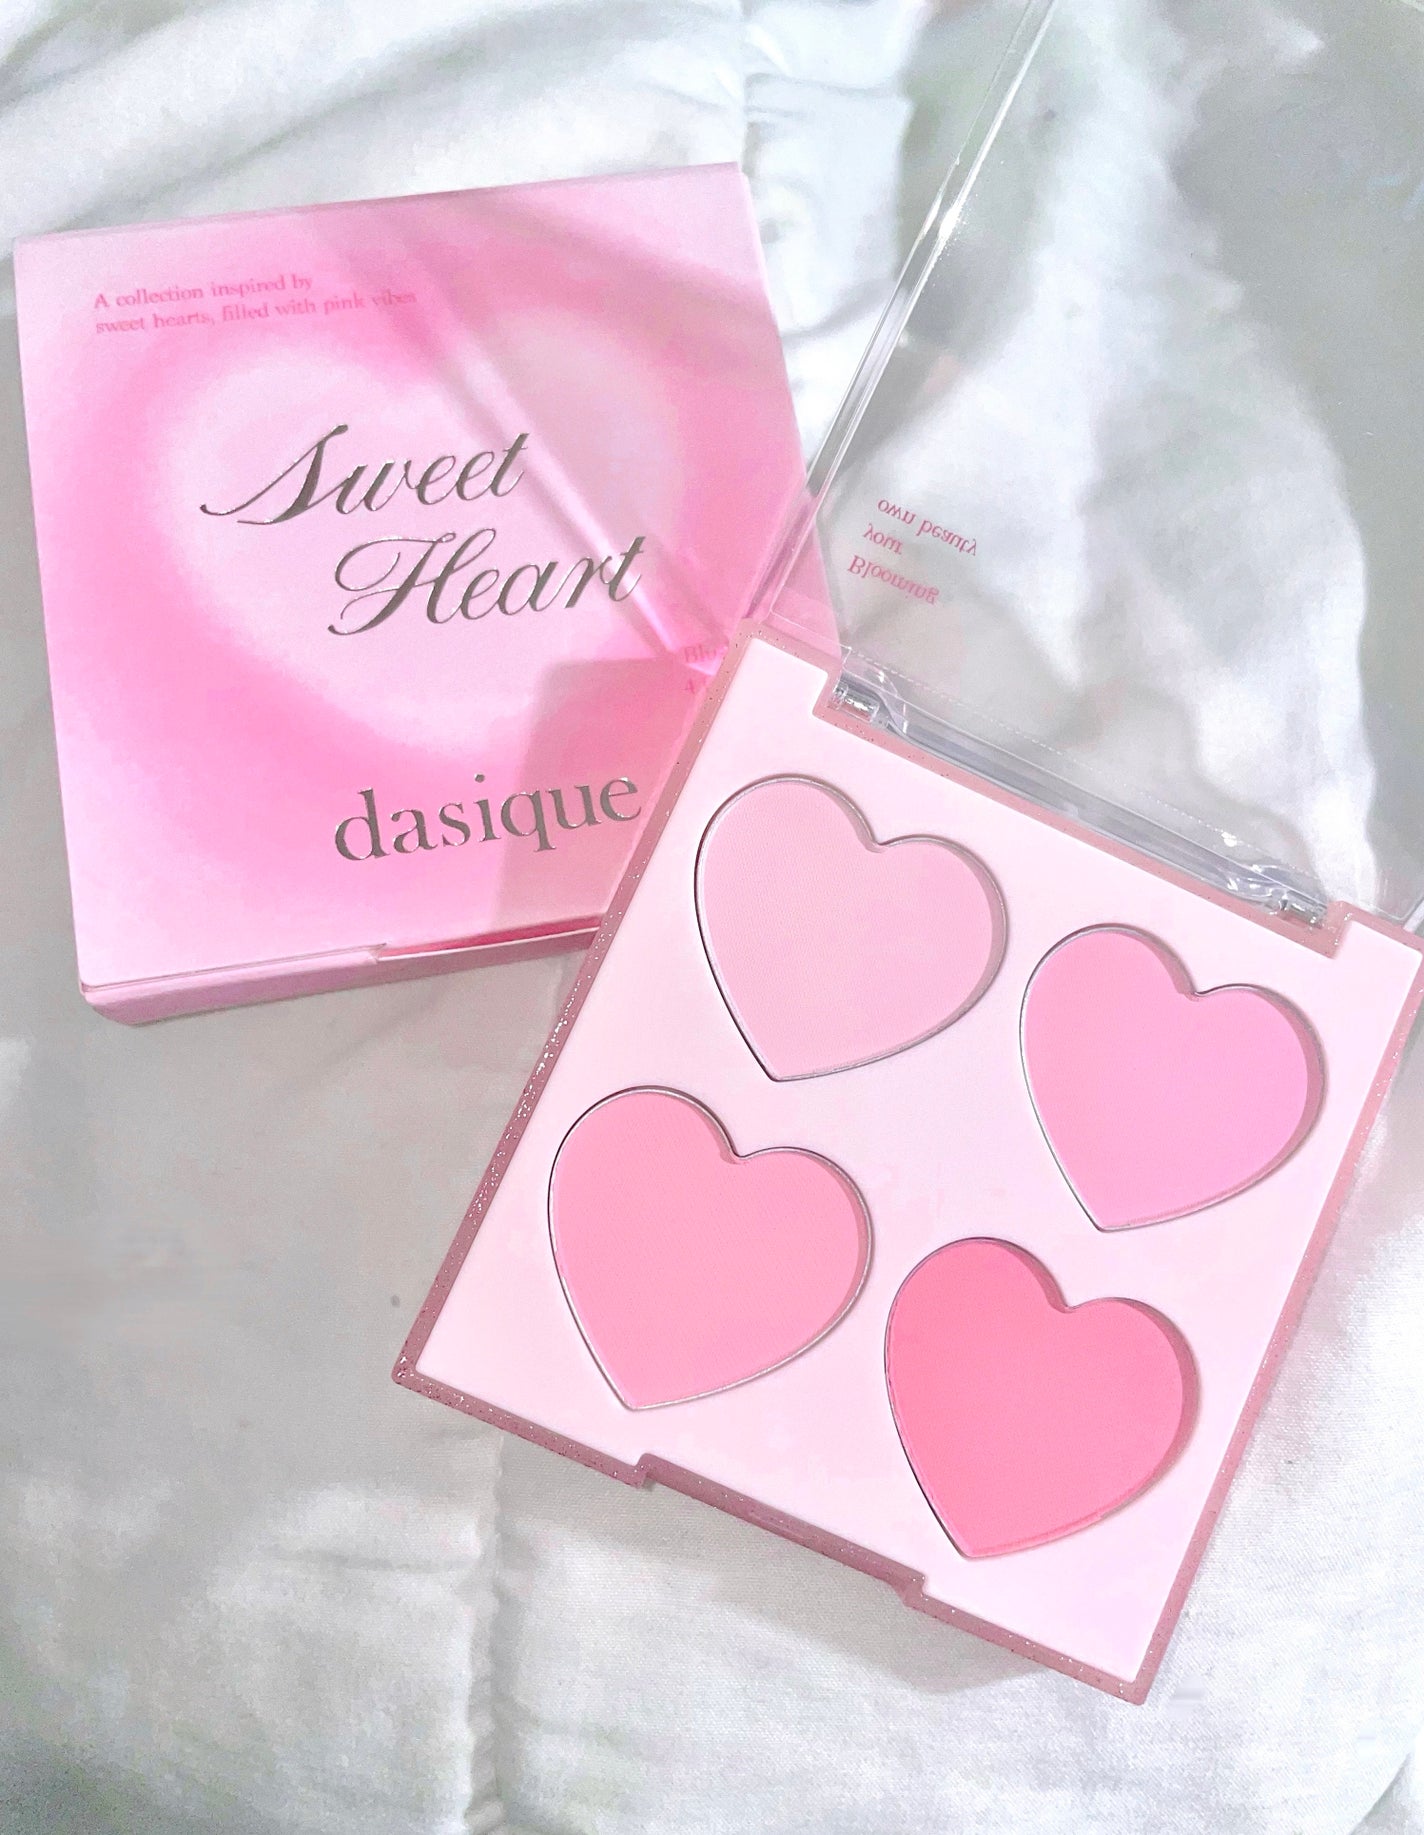 A collection inspired by
sweet hearts, filled with pink vibes
Sweet
Heart
dasique
Blooming
your
own beauty